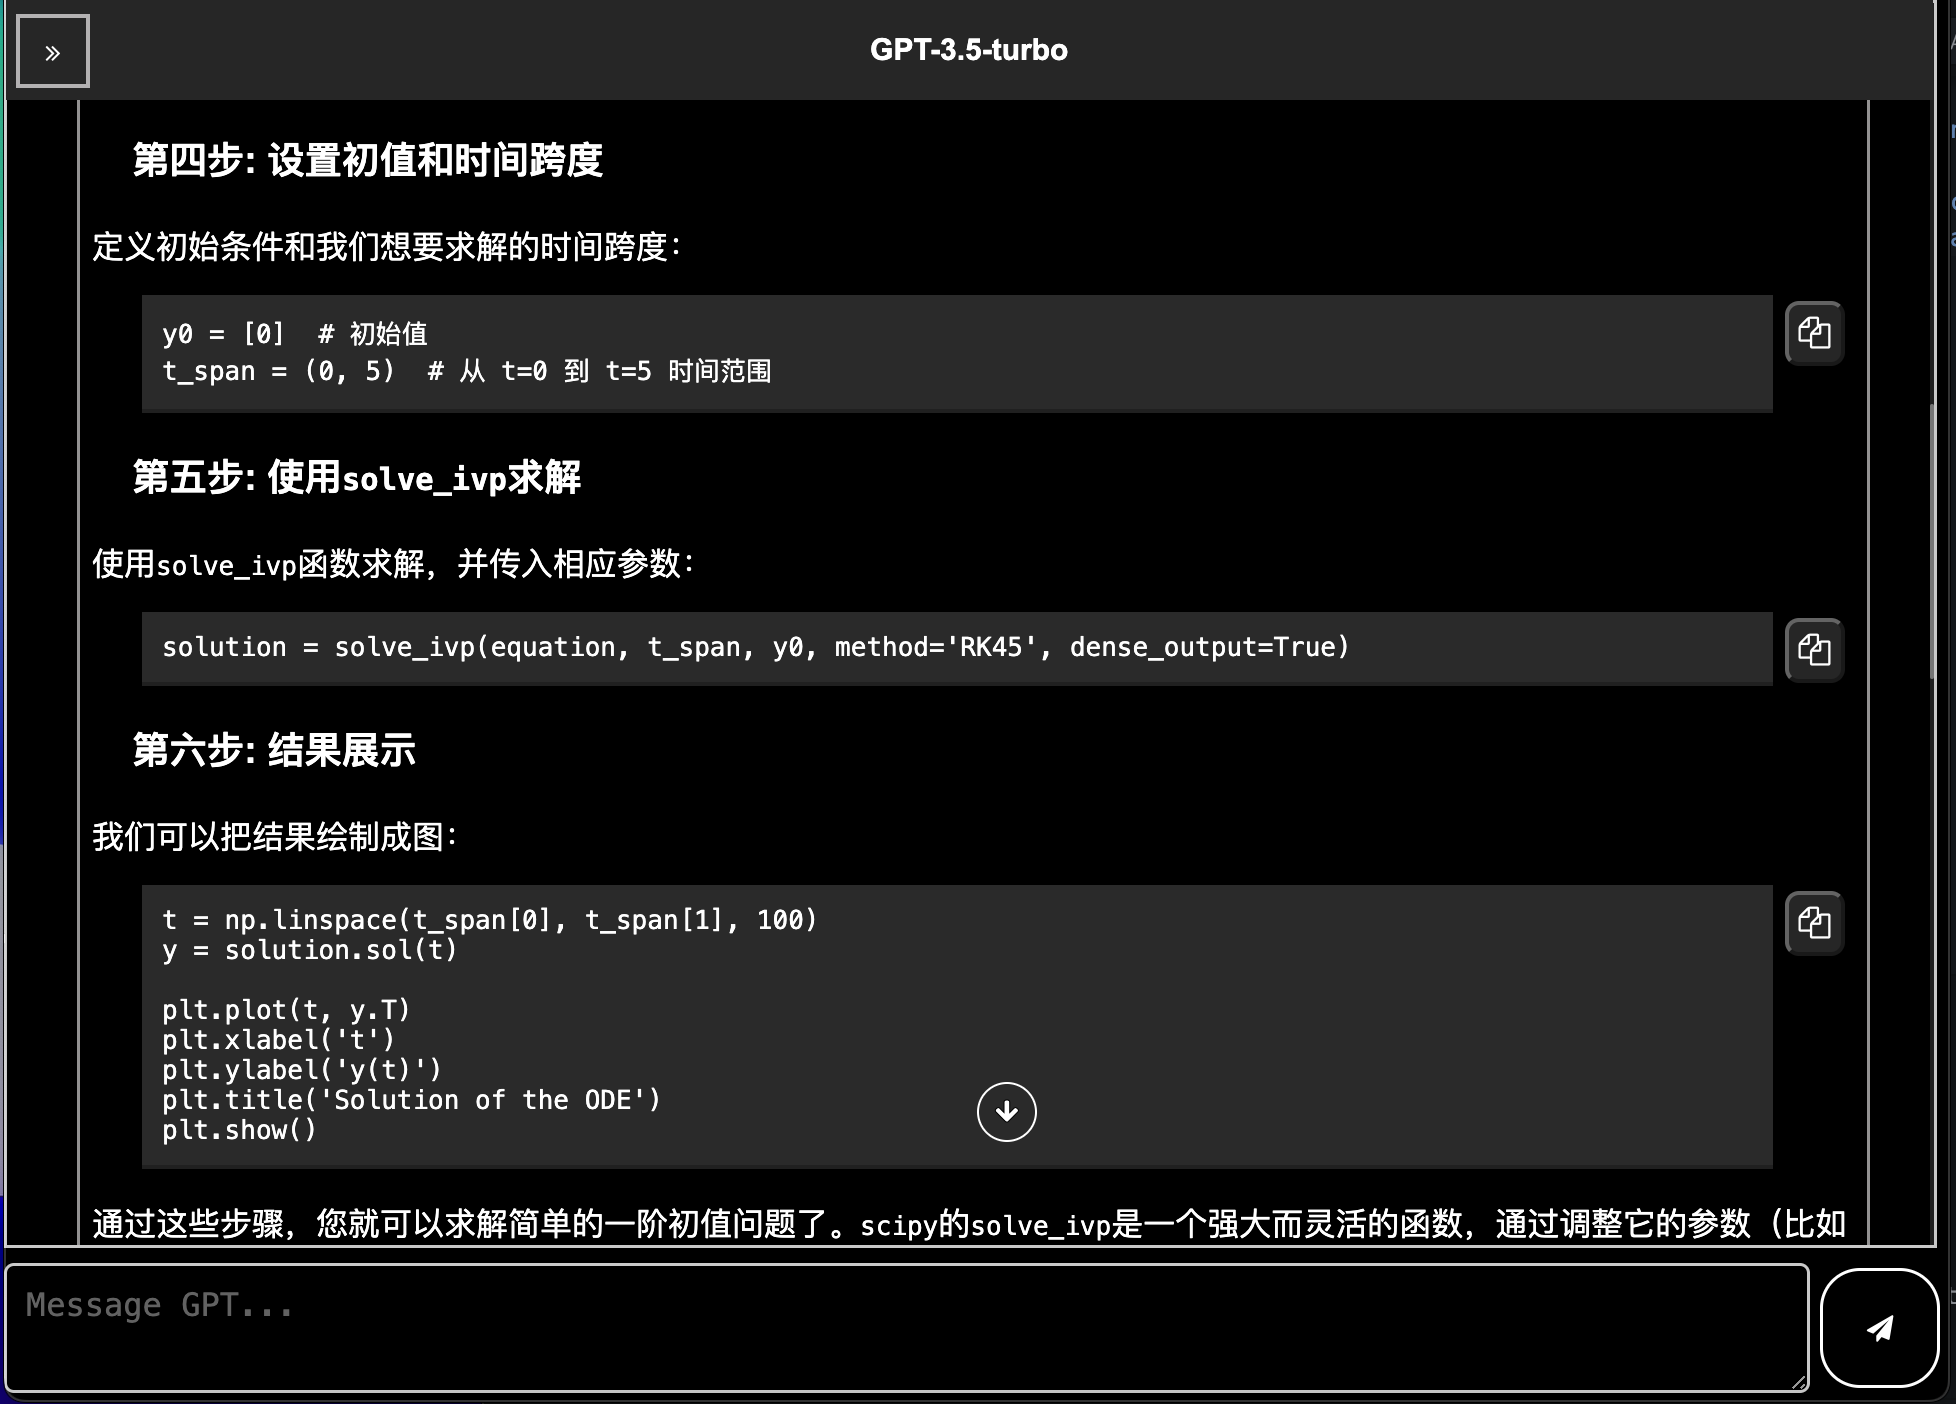 GPT-3.5-turbo
第四步: 设置初值和时间跨度
定义初始条件和我们想要求解的时间跨度：
y0 = [0]  # 初始值
t_span = (0, 5)  # 从 t=0 到 t=5 时间范围
第五步: 使用solve_ivp求解
使用solve_ivp函数求解，并传入相应参数：
solution = solve_ivp(equation, t_span, y0, method='RK45', dense_output=True)
第六步: 结果展示
我们可以把结果绘制成图：
t = np.linspace(t_span[0], t_span[1], 100)
y = solution.sol(t)
plt.plot(t, y.T)
plt.xlabel('t')
plt.ylabel('y(t)')
plt.title('Solution of the ODE')
plt.show()
通过这些步骤，您就可以求解简单的一阶初值问题了。scipy的solve_ivp是一个强大而灵活的函数，通过调整它的参数（比如
Message GPT...